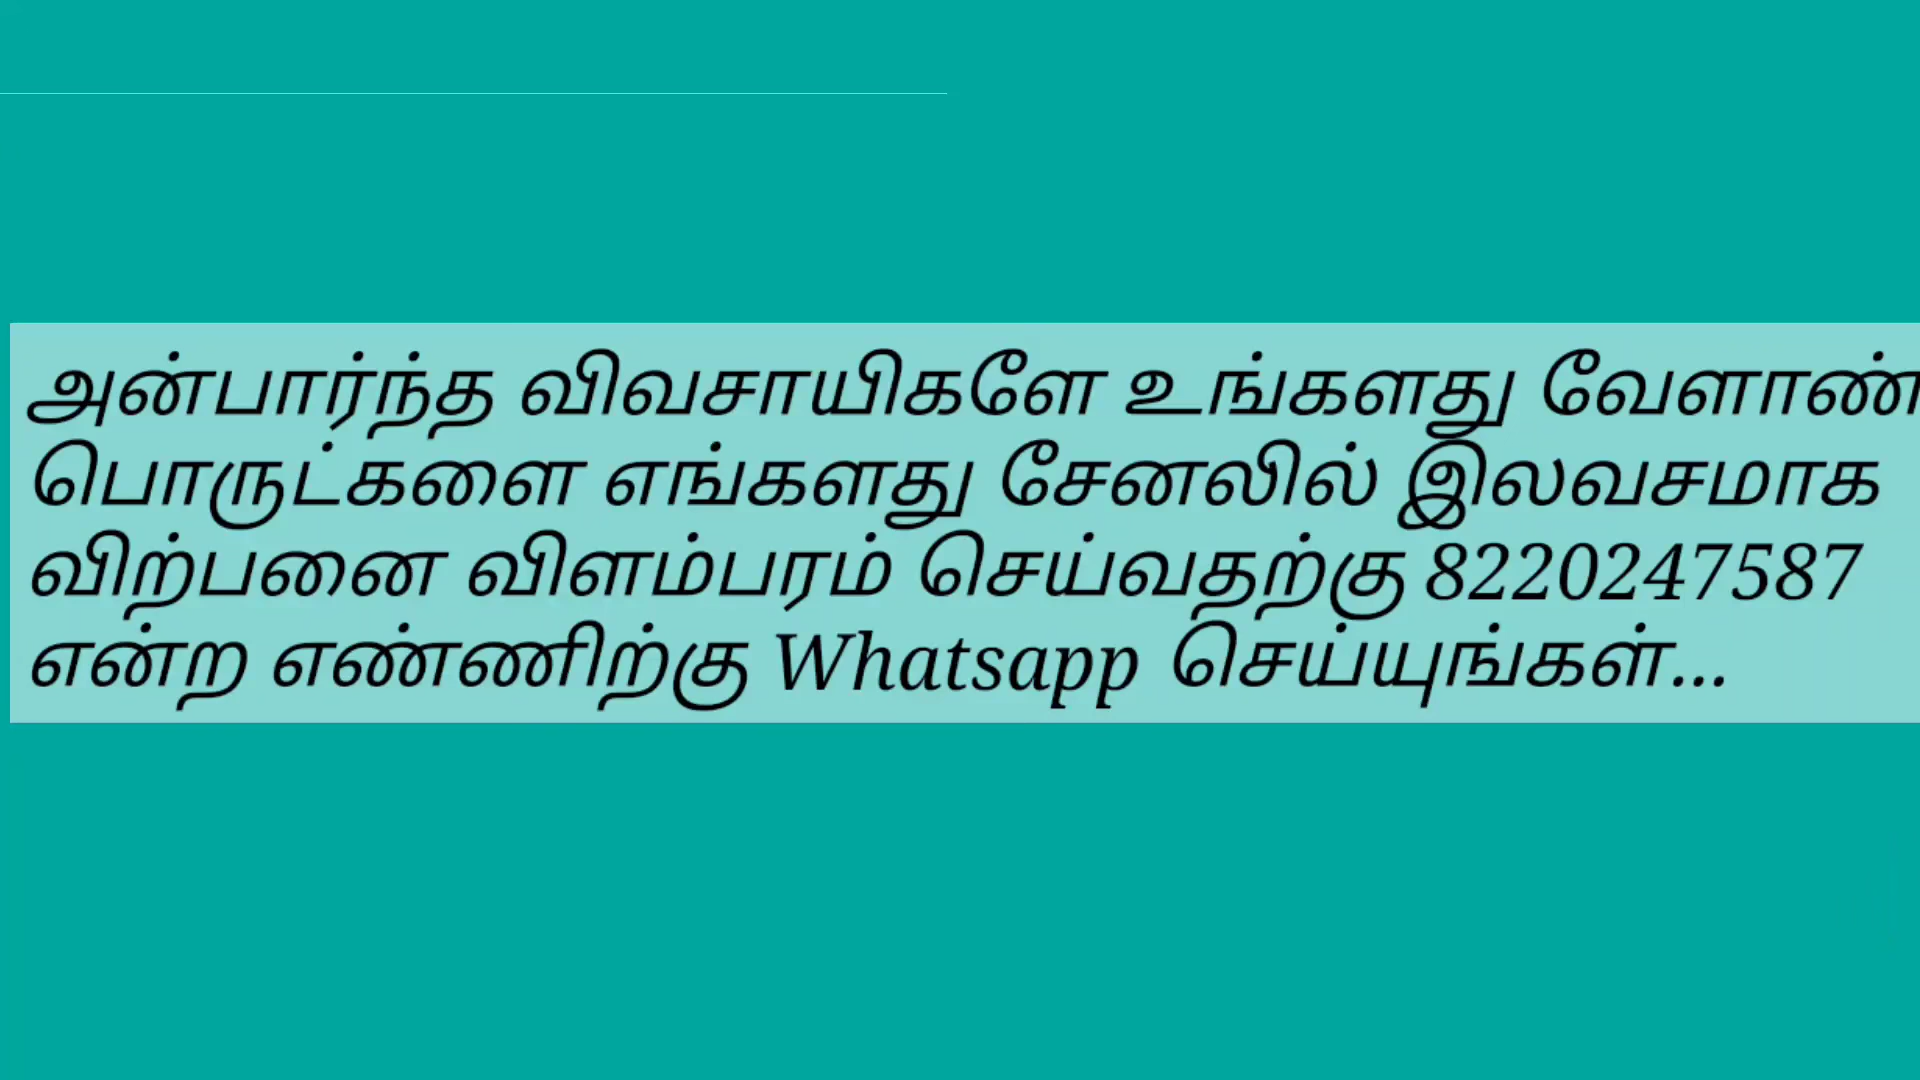 அன்பார்ந்த விவசாயிகளே உங்களது வேளாண்
பொருட்களை எங்களது சேனலில் இலவசமாக
விற்பனை விளம்பரம் செய்வதற்கு 8220247587
என்ற எண்ணிற்கு Whatsapp செய்யுங்கள்...